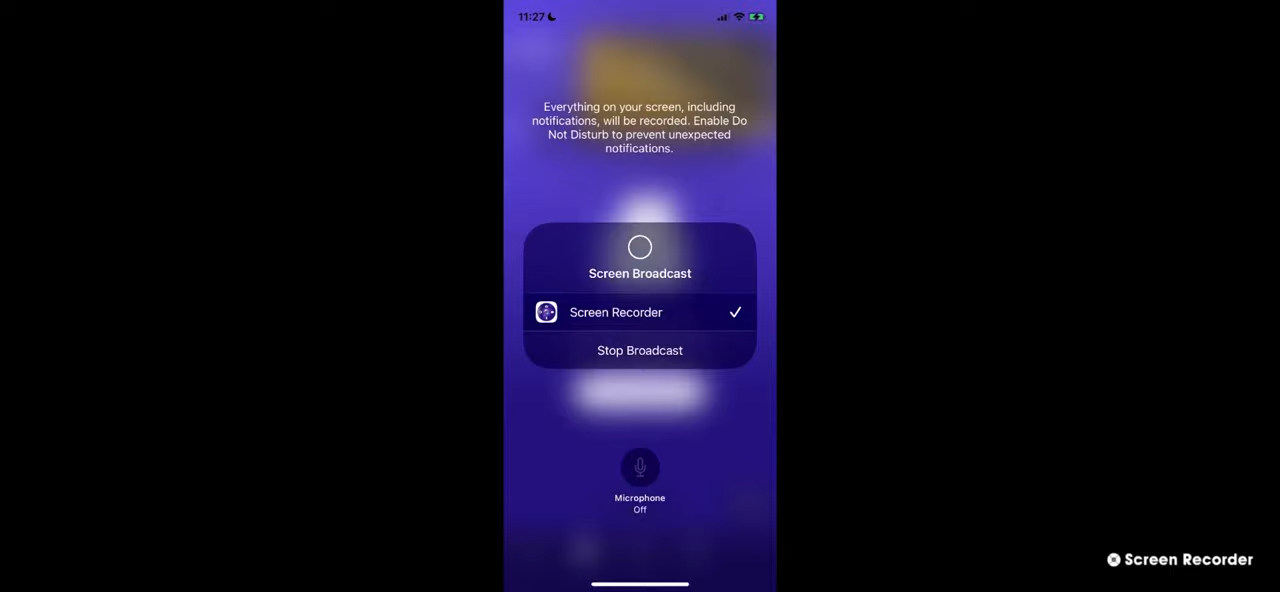 11:27
Everything on your screen, including
notifications, will be recorded. Enable Do
Not Disturb to prevent unexpected
notifications.
Screen Broadcast
Screen Recorder
Stop Broadcast
Microphone
Off
Screen Recorder